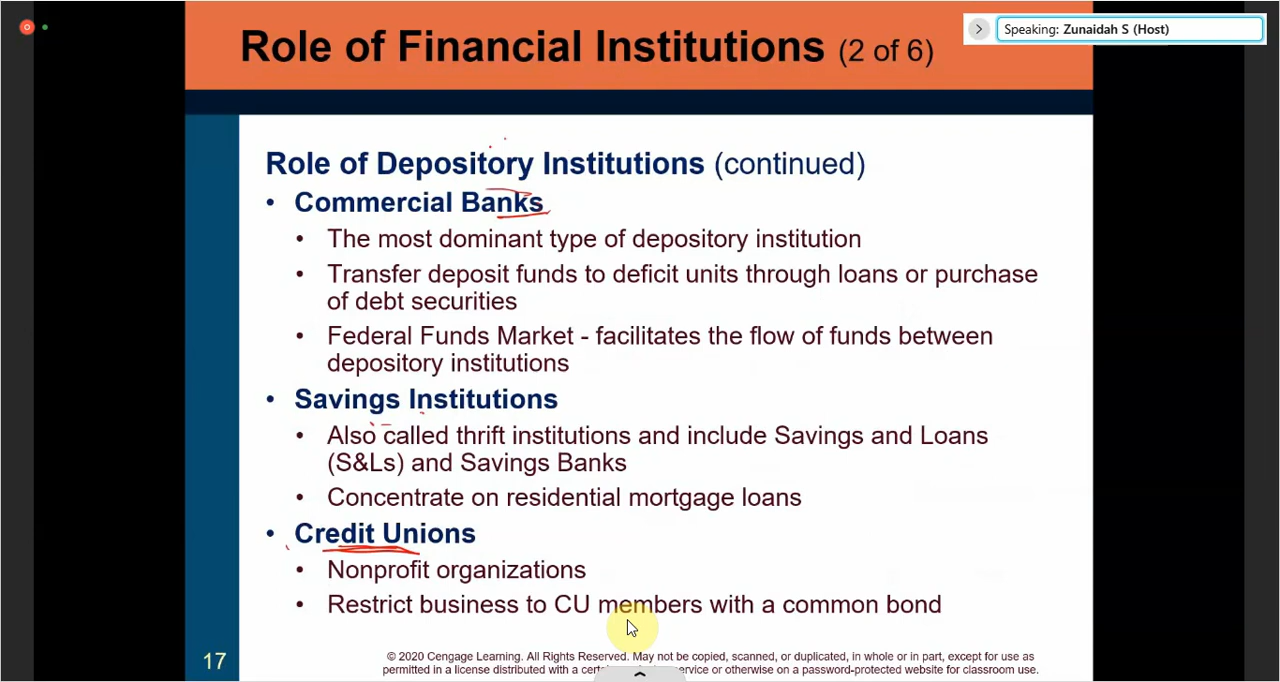 Role of Financial Institutions (2 of 6)
Speaking: Zunaidah S (Host)
Role of Depository Institutions (continued)
• Commercial Banks
• The most dominant type of depository institution
• Transfer deposit funds to deficit units through loans or purchase
of debt securities
• Federal Funds Market - facilitates the flow of funds between
depository institutions
• Savings Institutions
• Also called thrift institutions and include Savings and Loans
(S&Ls) and Savings Banks
• Concentrate on residential mortgage loans
• Credit Unions
• Nonprofit organizations
• Restrict business to CU members with a common bond
17
© 2020 Cengage Learning. All Rights Reserved. May not be copied, scanned, or duplicated, in whole or in part, except for use as
permitted in a license distributed with a service or otherwise on a password-protected website for classroom use.